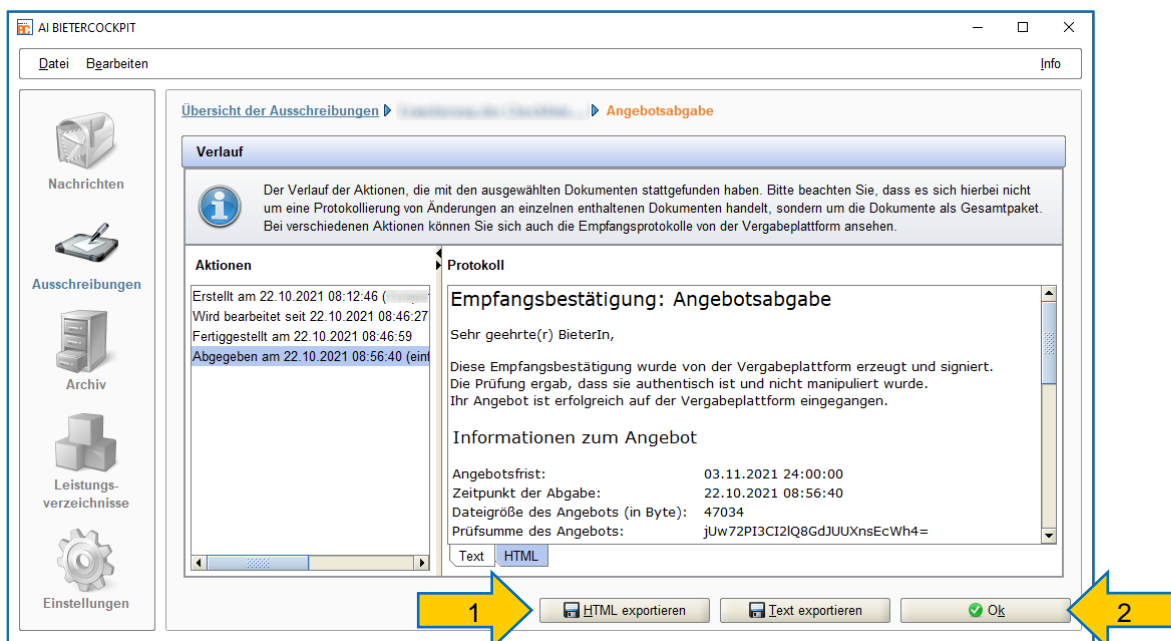 AI BIETERCOCKPIT
Datei Bearbeiten Info
Nachrichten
Ausschreibungen
Archiv
Leistungs-
verzeichnisse
Einstellungen
Übersicht der Ausschreibungen Angebotsabgabe
Verlauf
Der Verlauf der Aktionen, die mit den ausgewählten Dokumenten stattgefunden haben. Bitte beachten Sie, dass es sich hierbei nicht
um eine Protokollierung von Änderungen an einzelnen enthaltenen Dokumenten handelt, sondern um die Dokumente als Gesamtpaket.
Bei verschiedenen Aktionen können Sie sich auch die Empfangsprotokolle von der Vergabeplattform ansehen.
Aktionen
Erstellt am 22.10.2021 08:12:46 (
Wird bearbeitet seit 22.10.2021 08:46:27
Fertiggestellt am 22.10.2021 08:46:59
Abgegeben am 22.10.2021 08:56:40 (einf
Protokoll
Empfangsbestätigung: Angebotsabgabe
Sehr geehrte(r) BieterIn,
Diese Empfangsbestätigung wurde von der Vergabeplattform erzeugt und signiert.
Die Prüfung ergab, dass sie authentisch ist und nicht manipuliert wurde.
Ihr Angebot ist erfolgreich auf der Vergabeplattform eingegangen.
Informationen zum Angebot
Angebotsfrist: 03.11.2021 24:00:00
Zeitpunkt der Abgabe: 22.10.2021 08:56:40
Dateigröße des Angebots (in Byte): 47034
Prüfsumme des Angebots: jUw72PI3CI2lQ8GdJUUXnsEcWh4=
Text HTML
1 HTML exportieren Text exportieren Ok 2